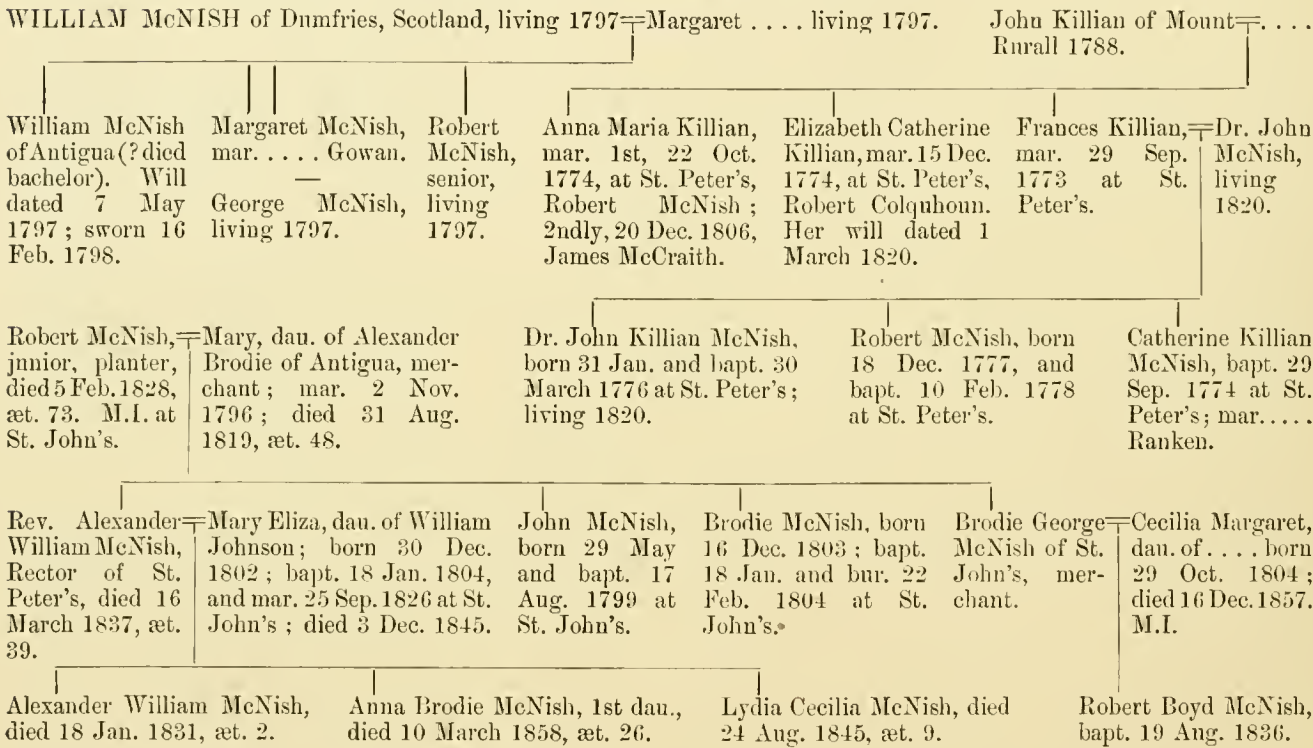 WILLIAM McNISH of Dumfries, Scotland, living 1797=Margaret . . . . living 1797.
John Killian of Mount=. . . .
Rurall 1788.
William McNish
of Antigua (? died
bachelor). Will
dated 7 May
1797 ; sworn 16
Feb. 1798.
Margaret McNish,
mar. . . . . Gowan.
—
George McNish,
living 1797.
Robert
McNish,
senior,
living
1797.
Anna Maria Killian,
mar. 1st, 22 Oct.
1774, at St. Peter's,
Robert McNish ;
2ndly, 20 Dec. 1806,
James McCraith.
Elizabeth Catherine
Killian, mar. 15 Dec.
1774, at St. Peter's,
Robert Colquhoun.
Her will dated 1
March 1820.
Frances Killian,=
mar. 29 Sep.
1773 at St.
Peter's.
Dr. John
McNish,
living
1820.
Robert McNish,=
junior, planter,
died 5 Feb. 1828,
æt. 73. M.I. at
St. John's.
Mary, dau. of Alexander
Brodie of Antigua, mer-
chant ; mar. 2 Nov.
1796 ; died 31 Aug.
1819, æt. 48.
Dr. John Killian McNish,
born 31 Jan. and bapt. 30
March 1776 at St. Peter's ;
living 1820.
Robert McNish, born
18 Dec. 1777, and
bapt. 10 Feb. 1778
at St. Peter's.
Catherine Killian
McNish, bapt. 29
Sep. 1774 at St.
Peter's ; mar. . . . .
Ranken.
Rev. Alexander=
William McNish,
Rector of St.
Peter's, died 16
March 1837, æt.
39.
Mary Eliza, dau. of William
Johnson ; born 30 Dec.
1802 ; bapt. 18 Jan. 1804,
and mar. 25 Sep. 1826 at St.
John's ; died 3 Dec. 1845.
John McNish,
born 29 May
and bapt. 17
Aug. 1799 at
St. John's.
Brodie McNish, born
16 Dec. 1803 ; bapt.
18 Jan. and bur. 22
Feb. 1804 at St.
John's.
Brodie George=
McNish of St.
John's, mer-
chant.
Cecilia Margaret,
dau. of . . . . born
29 Oct. 1804 ;
died 16 Dec. 1857.
M.I.
Alexander William McNish,
died 18 Jan. 1831, æt. 2.
Anna Brodie McNish, 1st dau.,
died 10 March 1858, æt. 26.
Lydia Cecilia McNish, died
24 Aug. 1845, æt. 9.
Robert Boyd McNish,
bapt. 19 Aug. 1836.